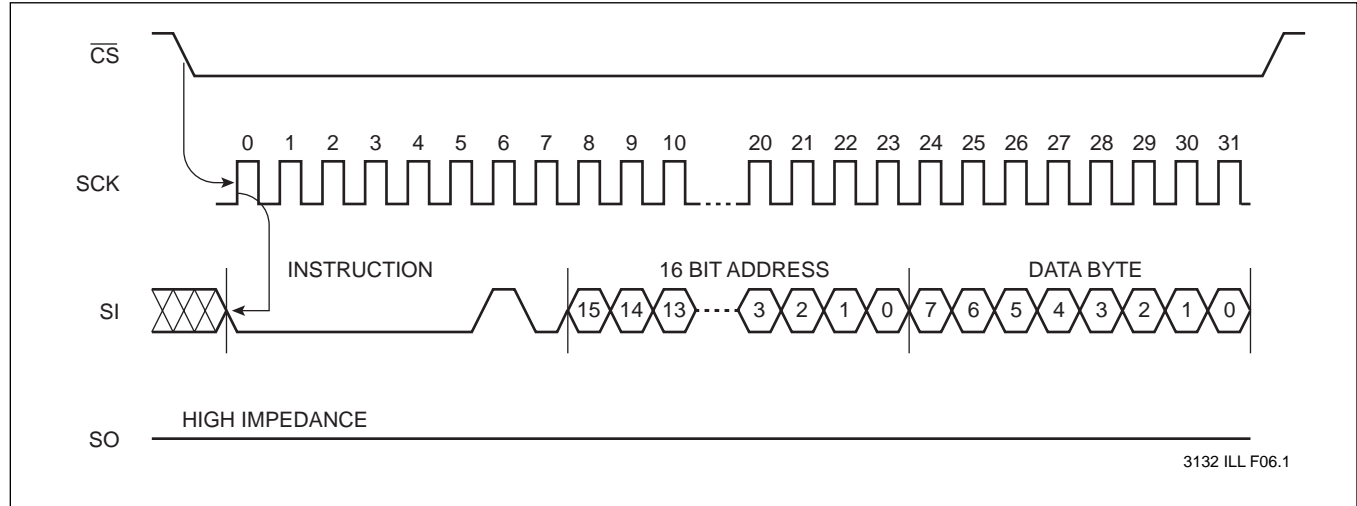 CS
0 1 2 3 4 5 6 7 8 9 10 20 21 22 23 24 25 26 27 28 29 30 31
SCK
INSTRUCTION 16 BIT ADDRESS DATA BYTE
SI 15 14 13 3 2 1 0 7 6 5 4 3 2 1 0
HIGH IMPEDANCE
SO
3132 ILL F06.1